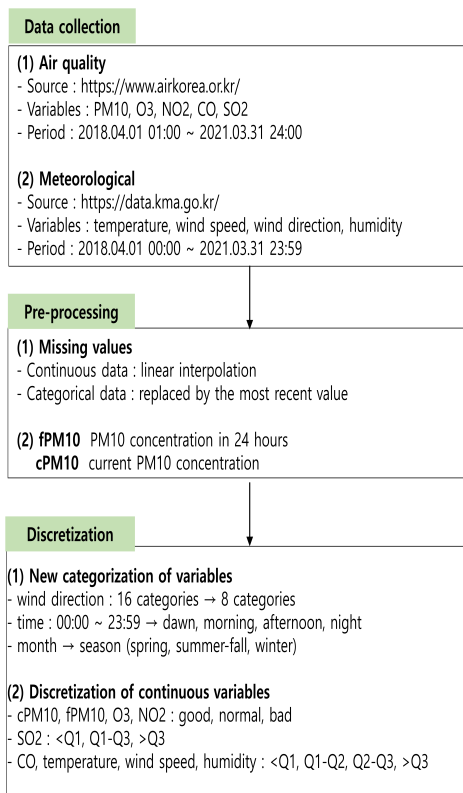 Data collection
(1) Air quality
- Source : https://www.airkorea.or.kr/
- Variables : PM10, O3, NO2, CO, SO2
- Period : 2018.04.01 01:00 ~ 2021.03.31 24:00
(2) Meteorological
- Source : https://data.kma.go.kr/
- Variables : temperature, wind speed, wind direction, humidity
- Period : 2018.04.01 00:00 ~ 2021.03.31 23:59
Pre-processing
(1) Missing values
- Continuous data : linear interpolation
- Categorical data : replaced by the most recent value
(2) fPM10 PM10 concentration in 24 hours
cPM10 current PM10 concentration
Discretization
(1) New categorization of variables
- wind direction : 16 categories → 8 categories
- time : 00:00 ~ 23:59 → dawn, morning, afternoon, night
- month → season (spring, summer-fall, winter)
(2) Discretization of continuous variables
- cPM10, fPM10, O3, NO2 : good, normal, bad
- SO2 : <Q1, Q1-Q3, >Q3
- CO, temperature, wind speed, humidity : <Q1, Q1-Q2, Q2-Q3, >Q3